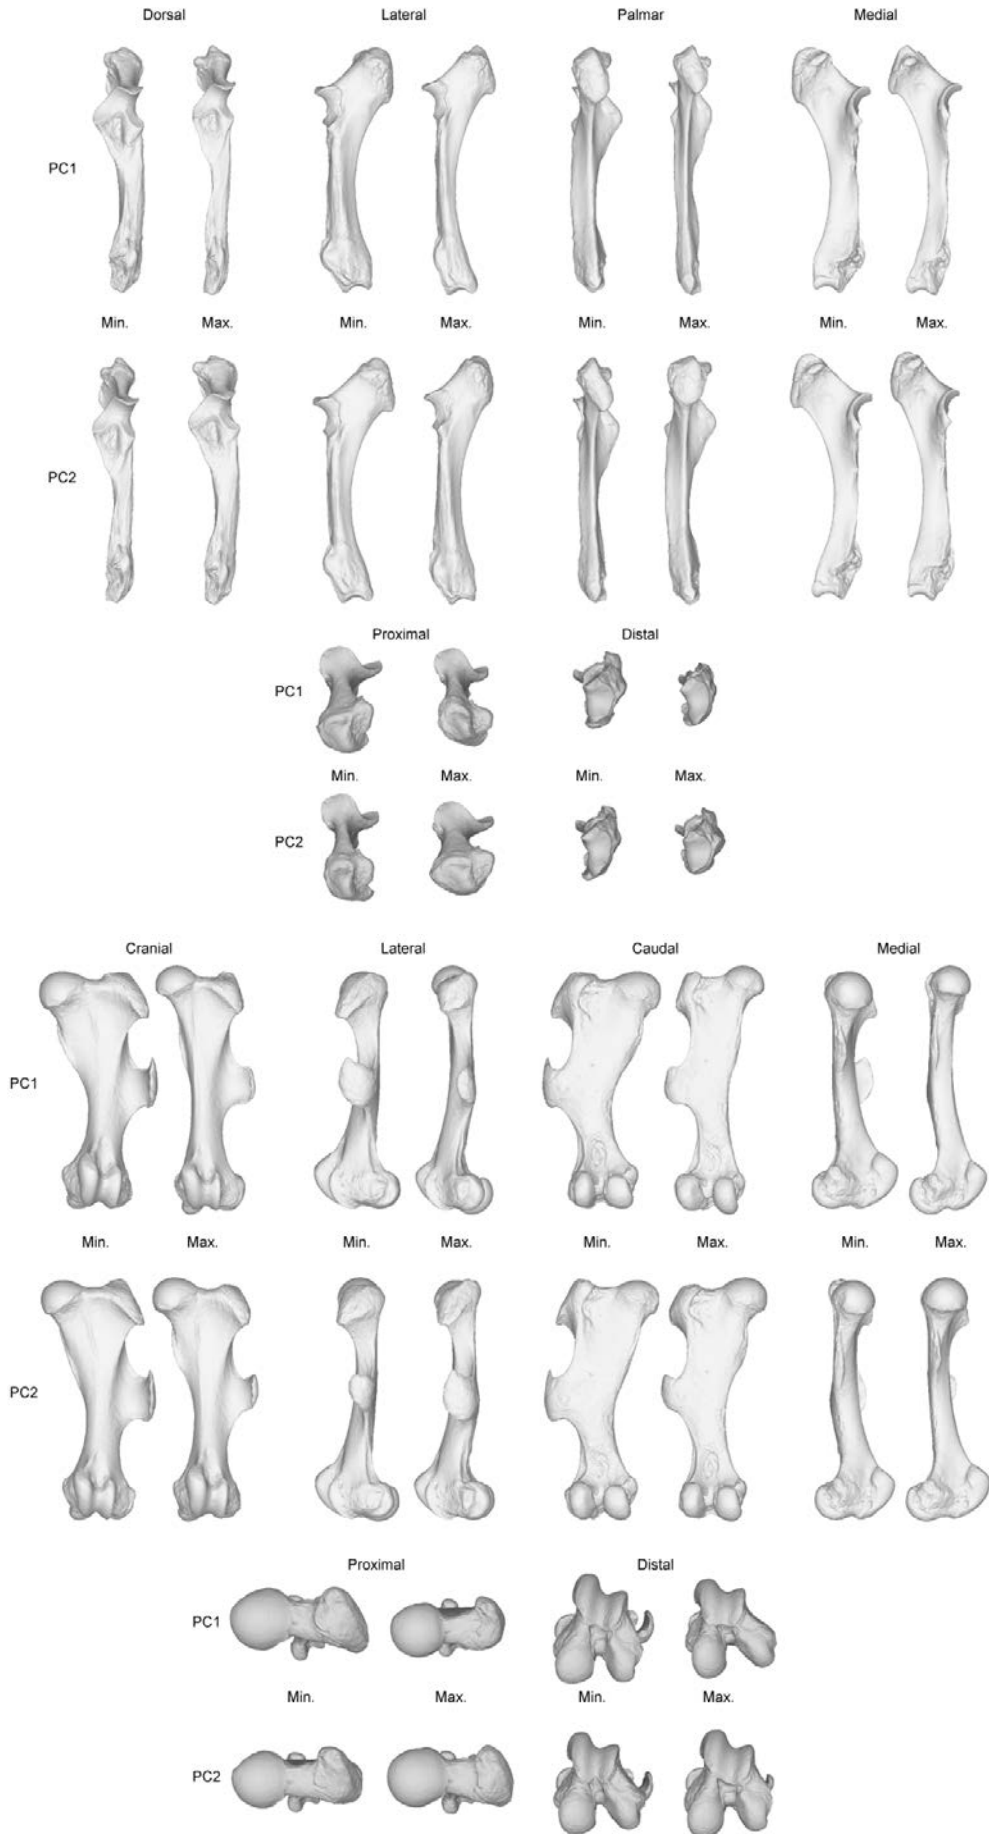 Dorsal Lateral Palmar Medial
PC1
Min. Max. Min. Max. Min. Max. Min. Max.
PC2
Proximal Distal
PC1
Min. Max. Min. Max.
PC2
Cranial Lateral Caudal Medial
PC1
Min. Max. Min. Max. Min. Max. Min. Max.
PC2
Proximal Distal
PC1
Min. Max. Min. Max.
PC2